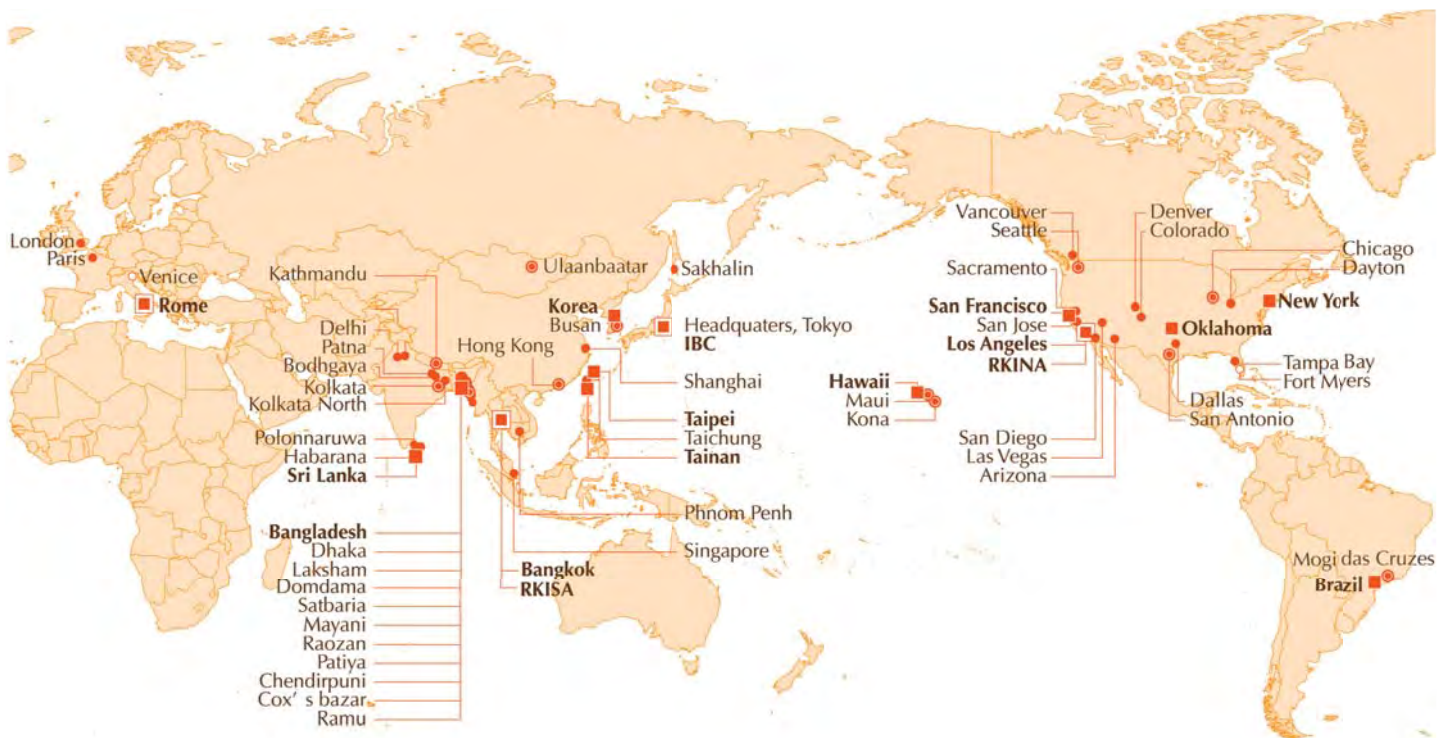 London
Paris
Venice
Rome
Kathmandu
Delhi
Patna
Bodhgaya
Kolkata
Kolkata North
Polonnaruwa
Habarana
Sri Lanka
Bangladesh
Dhaka
Laksham
Domdama
Satbaria
Mayani
Raozan
Patiya
Chendirpuni
Cox’ s bazar
Ramu
Ulaanbaatar
Sakhalin
Korea
Busan
Headquaters, Tokyo
IBC
Hong Kong
Shanghai
Taipei
Taichung
Tainan
Phnom Penh
Singapore
Bangkok
RKISA
Hawaii
Maui
Kona
Vancouver
Seattle
Sacramento
San Francisco
San Jose
Los Angeles
RKINA
San Diego
Las Vegas
Arizona
Denver
Colorado
Chicago
Dayton
New York
Oklahoma
Tampa Bay
Fort Myers
Dallas
San Antonio
Mogi das Cruzes
Brazil